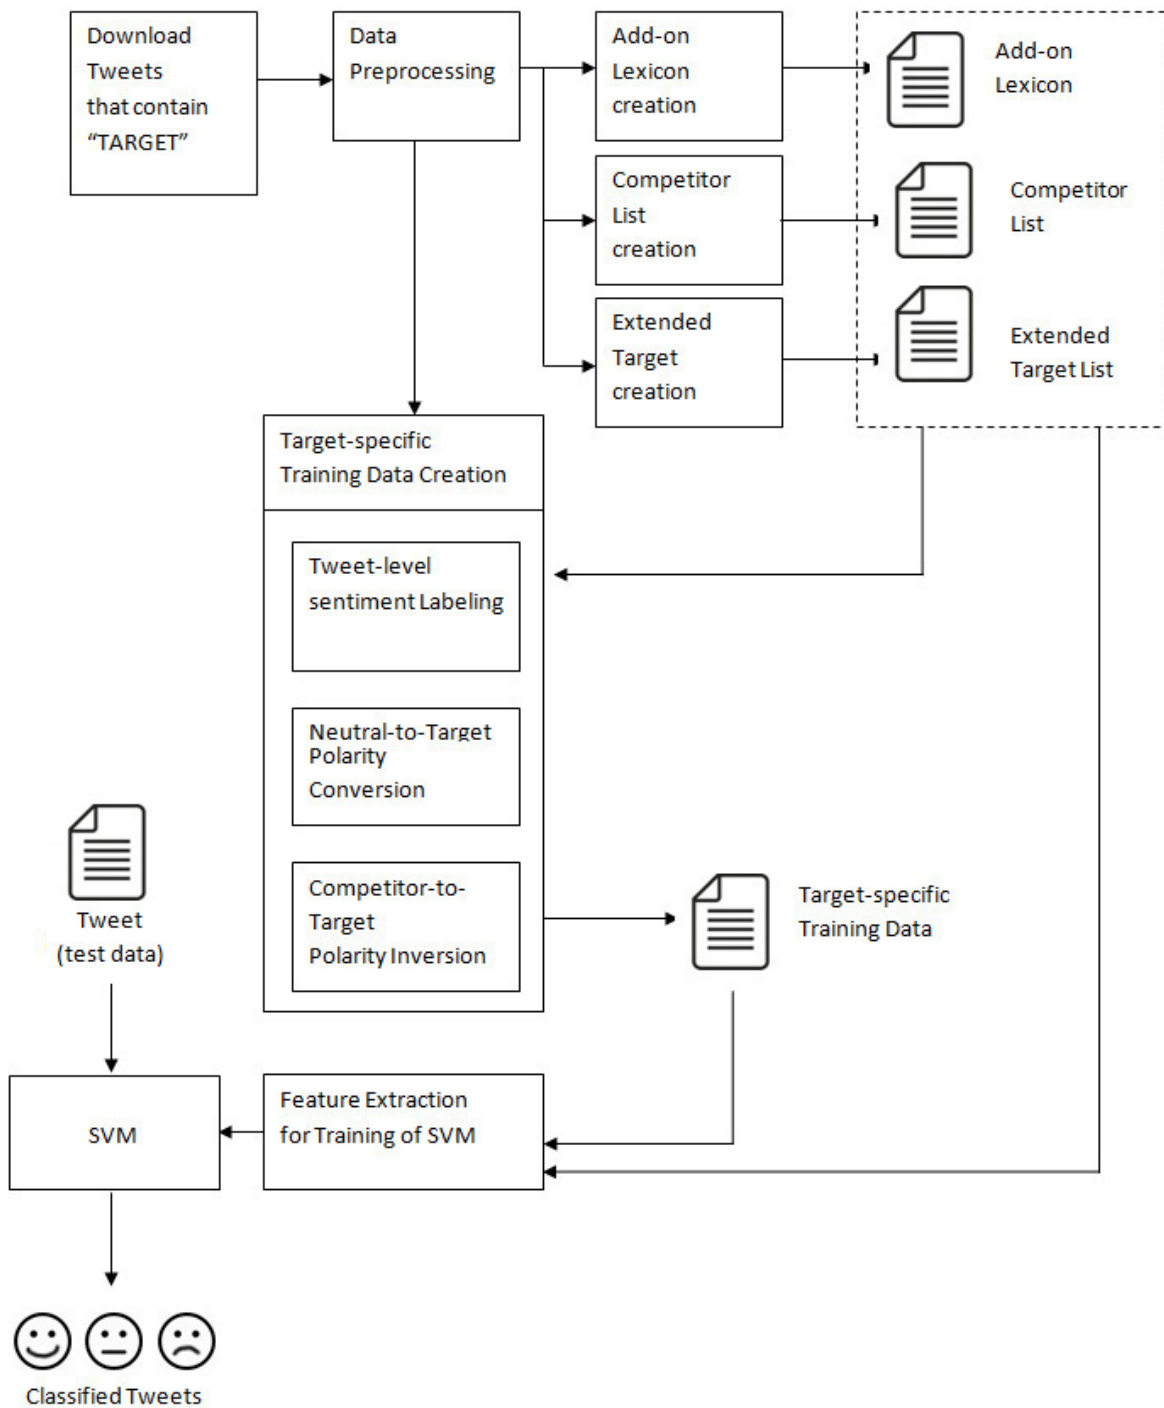 Download
Tweets
that contain
“TARGET”
Data
Preprocessing
Add-on
Lexicon
creation
Add-on
Lexicon
Competitor
List
creation
Competitor
List
Extended
Target
creation
Extended
Target List
Target-specific
Training Data Creation
Tweet-level
sentiment Labeling
Neutral-to-Target
Polarity
Conversion
Competitor-to-
Target
Polarity Inversion
Target-specific
Training Data
Tweet
(test data)
SVM
Feature Extraction
for Training of SVM
Classified Tweets